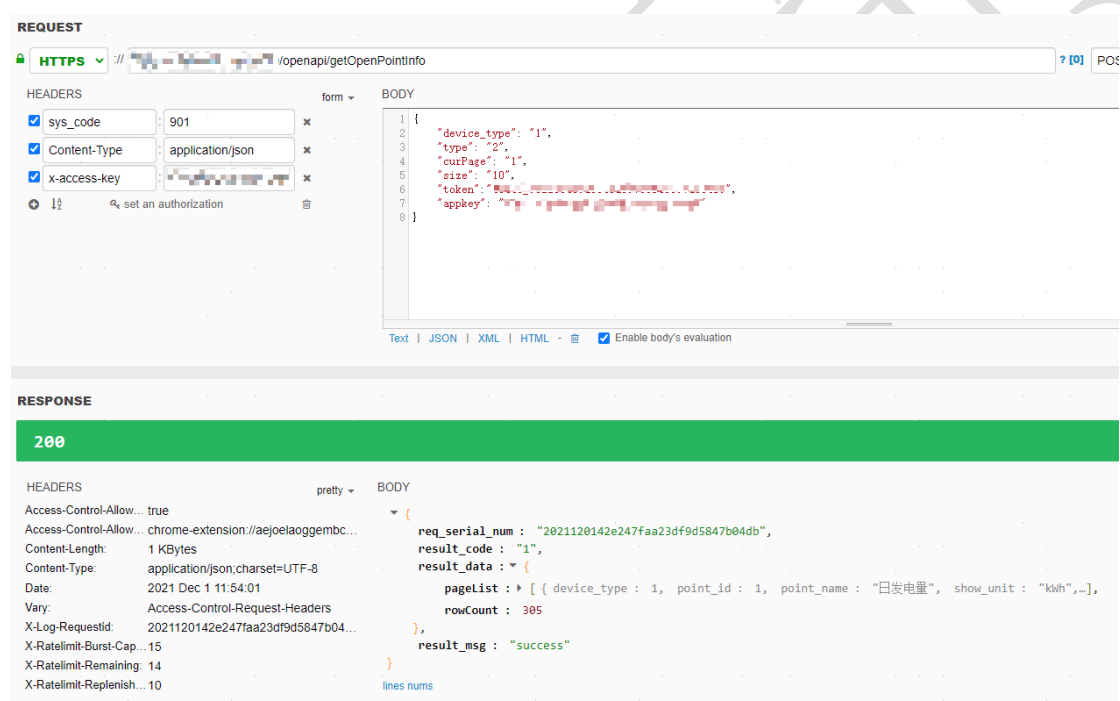 REQUEST
HTTPS :// /openapi/getOpenPointInfo ? [0] POS
HEADERS form
sys_code : 901
Content-Type : application/json
x-access-key :
set an authorization
BODY
1 {
2 "device_type": "1",
3 "type": "2",
4 "curPage": "1",
5 "size": "10",
6 "token":" ",
7 "appkey": " "
8 }
Text | JSON | XML | HTML - Enable body's evaluation
RESPONSE
200
HEADERS pretty
Access-Control-Allow... true
Access-Control-Allow... chrome-extension://aejoelaoggembc...
Content-Length: 1 KBytes
Content-Type: application/json;charset=UTF-8
Date: 2021 Dec 1 11:54:01
Vary: Access-Control-Request-Headers
X-Log-Requestid: 2021120142e247faa23df9d5847b04...
X-Ratelimit-Burst-Cap... 15
X-Ratelimit-Remaining: 14
X-Ratelimit-Replenish... 10
BODY
{
req_serial_num : "2021120142e247faa23df9d5847b04db",
result_code : "1",
result_data : {
pageList : [ { device_type : 1, point_id : 1, point_name : "日发电量", show_unit : "kWh",…],
rowCount : 305
},
result_msg : "success"
}
lines nums